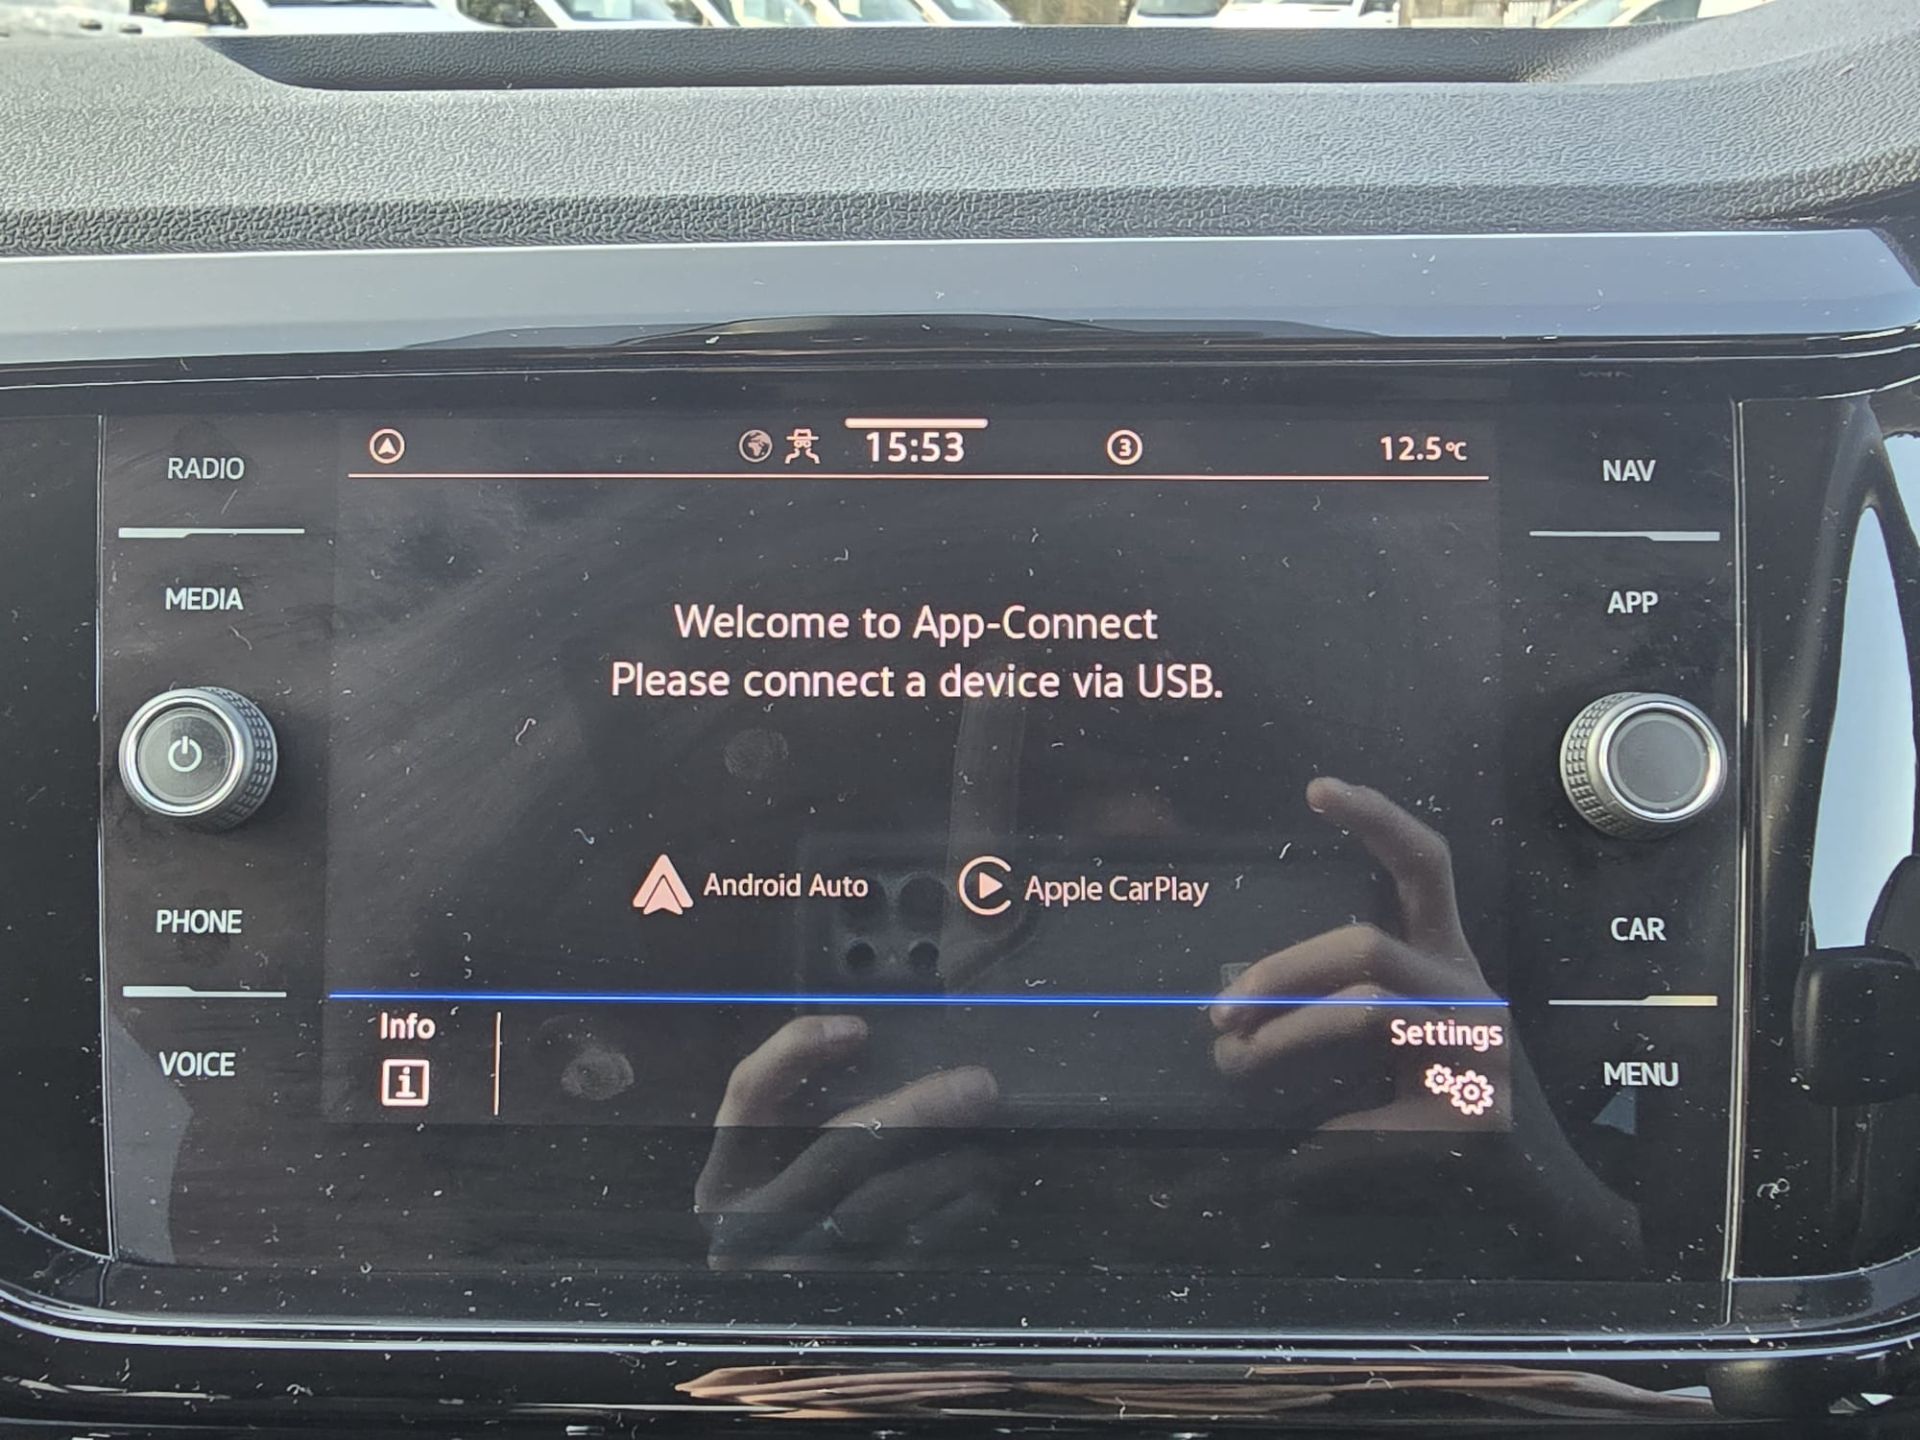 15:53
3
12.5°C
RADIO
NAV
MEDIA
APP
Welcome to App-Connect
Please connect a device via USB.
Android Auto
Apple CarPlay
PHONE
CAR
Info
Settings
VOICE
MENU